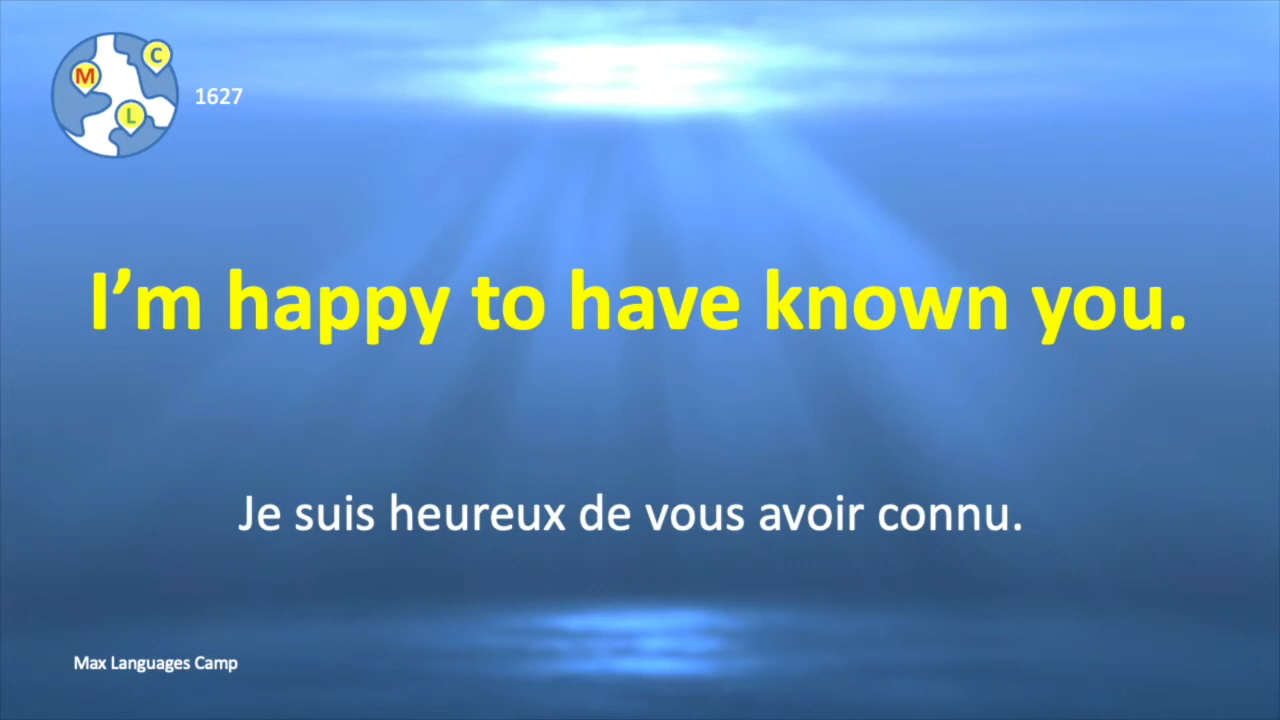 C
M
L
1627
I’m happy to have known you.
Je suis heureux de vous avoir connu.
Max Languages Camp